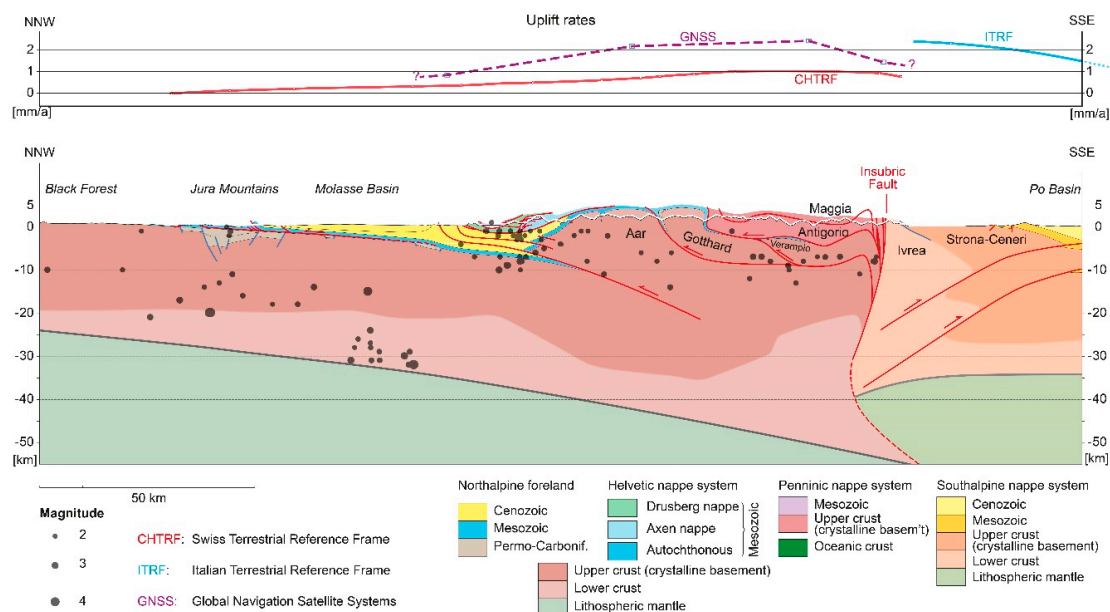 NNW
Uplift rates
SSE
GNSS
ITRF
2
2
1
?
?
1
CHTRF
0
0
[mm/a]
[mm/a]
NNW
SSE
Insubric
Fault
Black Forest
Jura Mountains
Molasse Basin
Po Basin
5
Maggia
5
0
Aar
Gotthard
Antigorio
Verampio
Ivrea
Strona-Ceneri
0
-10
-10
-20
-20
-30
-30
-40
-40
-50
-50
[km]
[km]
50 km
Magnitude
2
3
4
CHTRF: Swiss Terrestrial Reference Frame
ITRF: Italian Terrestrial Reference Frame
GNSS: Global Navigation Satellite Systems
Northalpine foreland
Cenozoic
Mesozoic
Permo-Carbonif.
Helvetic nappe system
Drusberg nappe
Axen nappe
Autochthonous
Mesozoic
Upper crust (crystalline basement)
Lower crust
Lithospheric mantle
Penninic nappe system
Mesozoic
Upper crust
(crystalline basem't)
Oceanic crust
Southalpine nappe system
Cenozoic
Mesozoic
Upper crust
(crystalline basement)
Lower crust
Lithospheric mantle